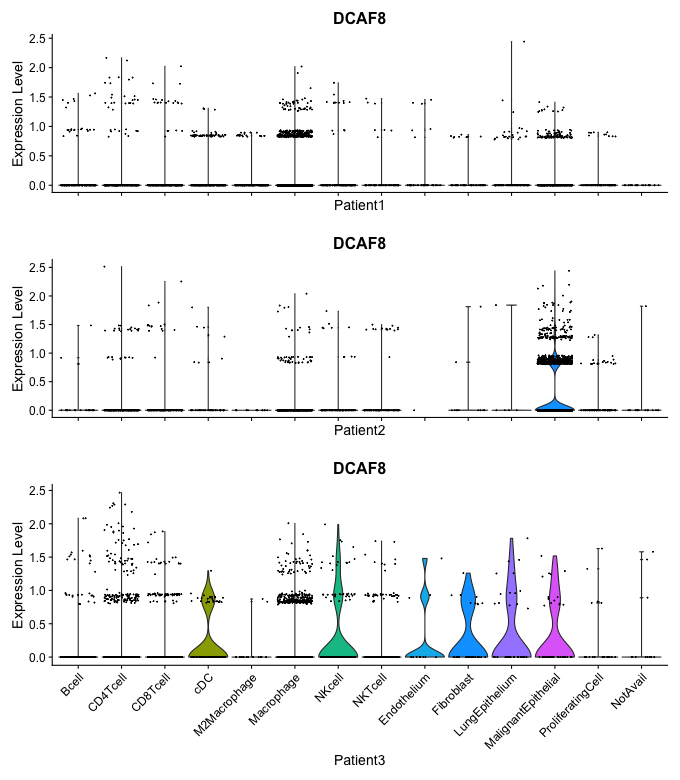 DCAF8
Expression Level
2.5
2.0
1.5
1.0
0.5
0.0
Patient1
DCAF8
Expression Level
2.5
2.0
1.5
1.0
0.5
0.0
Patient2
DCAF8
Expression Level
2.5
2.0
1.5
1.0
0.5
0.0
Bcell
CD4Tcell
CD8Tcell
cDC
M2Macrophage
Macrophage
NKcell
NKTcell
Endothelium
Fibroblast
LungEpithelium
MalignantEpithelial
ProliferatingCell
NotAvail
Patient3